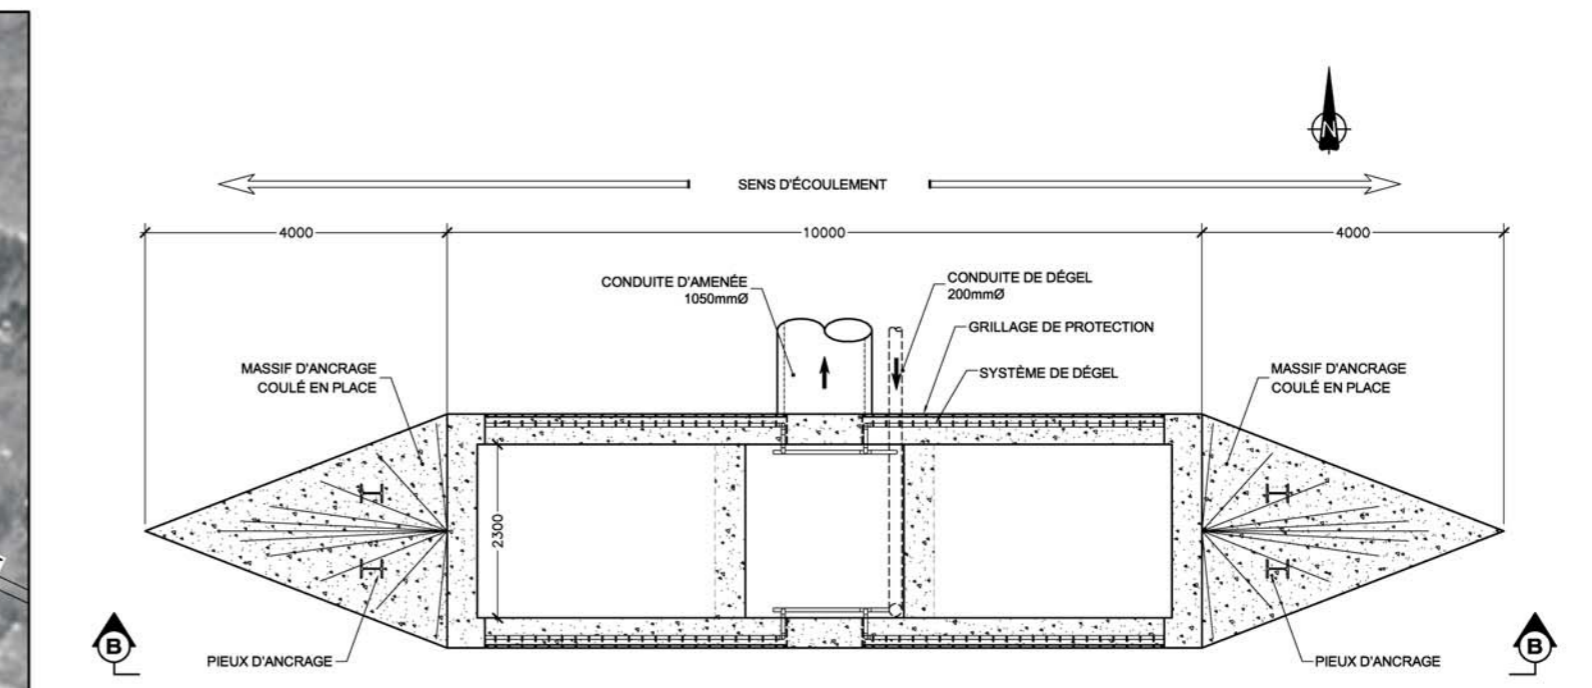 N
SENS D'ÉCOULEMENT
4000
10000
4000
CONDUITE D'AMENÉE
1050mmØ
CONDUITE DE DÉGEL
200mmØ
GRILLAGE DE PROTECTION
SYSTÈME DE DÉGEL
MASSIF D'ANCRAGE
COULÉ EN PLACE
MASSIF D'ANCRAGE
COULÉ EN PLACE
2300
B
PIEUX D'ANCRAGE
PIEUX D'ANCRAGE
B